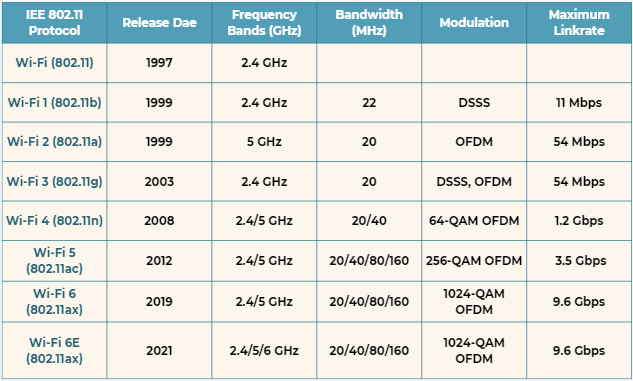 IEE 802.11 Protocol | Release Dae | Frequency Bands (GHz) | Bandwidth (MHz) | Modulation | Maximum Linkrate
Wi-Fi (802.11) | 1997 | 2.4 GHz
Wi-Fi 1 (802.11b) | 1999 | 2.4 GHz | 22 | DSSS | 11 Mbps
Wi-Fi 2 (802.11a) | 1999 | 5 GHz | 20 | OFDM | 54 Mbps
Wi-Fi 3 (802.11g) | 2003 | 2.4 GHz | 20 | DSSS, OFDM | 54 Mbps
Wi-Fi 4 (802.11n) | 2008 | 2.4/5 GHz | 20/40 | 64-QAM OFDM | 1.2 Gbps
Wi-Fi 5 (802.11ac) | 2012 | 2.4/5 GHz | 20/40/80/160 | 256-QAM OFDM | 3.5 Gbps
Wi-Fi 6 (802.11ax) | 2019 | 2.4/5 GHz | 20/40/80/160 | 1024-QAM OFDM | 9.6 Gbps
Wi-Fi 6E (802.11ax) | 2021 | 2.4/5/6 GHz | 20/40/80/160 | 1024-QAM OFDM | 9.6 Gbps